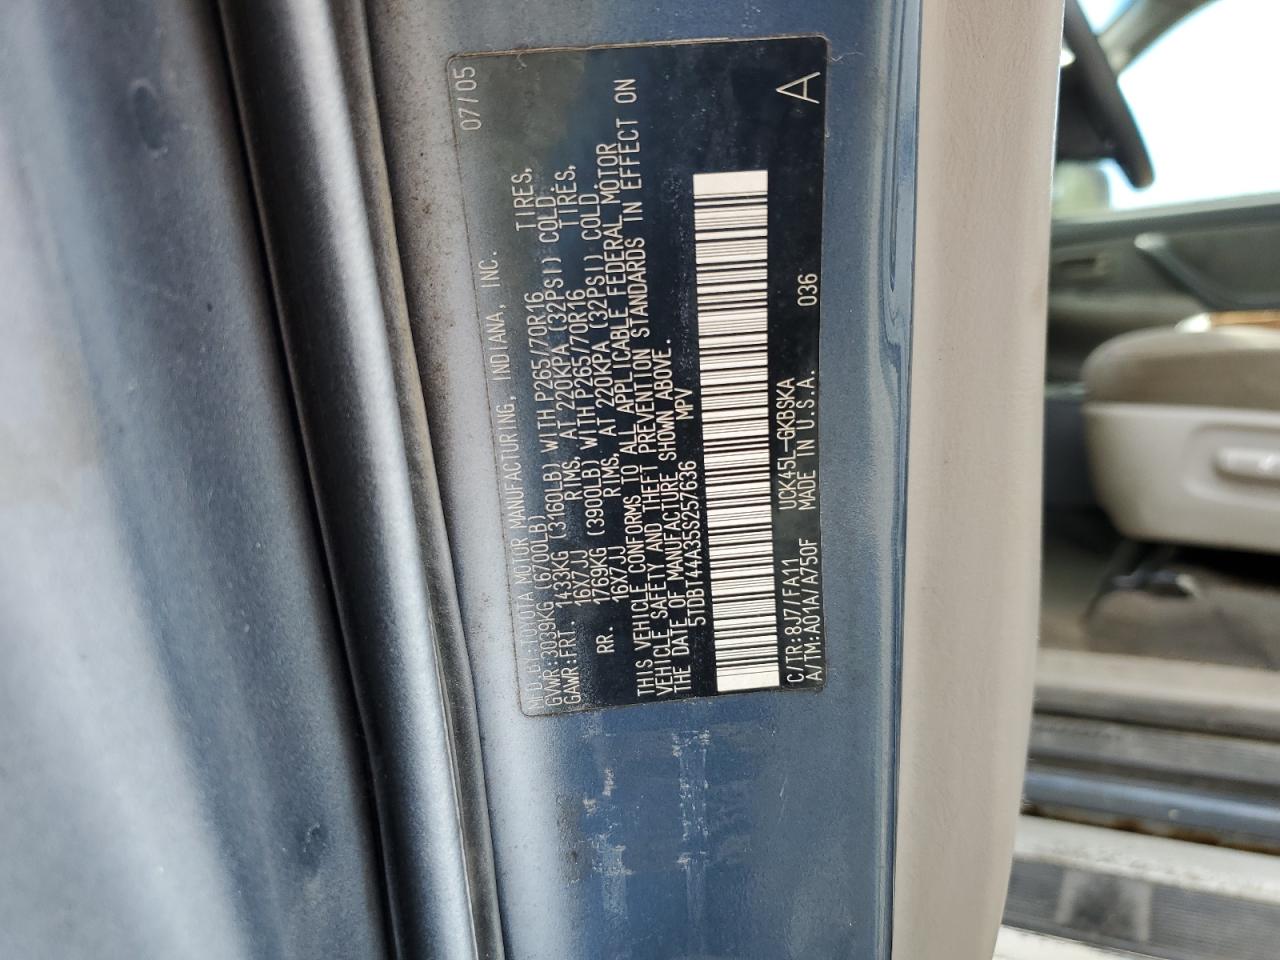 MFD.BY:TOYOTA MOTOR MANUFACTURING, INDIANA, INC. 07/05
GVWR:3039KG (6700LB)
GAWR:FRT. 1433KG (3160LB) WITH P265/70R16 TIRES,
16X7JJ RIMS, AT 220KPA (32PSI) COLD.
RR. 1769KG (3900LB) WITH P265/70R16 TIRES,
16X7JJ RIMS, AT 220KPA (32PSI) COLD.
THIS VEHICLE CONFORMS TO ALL APPLICABLE FEDERAL MOTOR
VEHICLE SAFETY AND THEFT PREVENTION STANDARDS IN EFFECT ON
THE DATE OF MANUFACTURE SHOWN ABOVE.
5TDBT44A35S257636 MPV
C/TR:8J7/FA11 UCK45L-GKBSKA 036 A
A/TM:A01A/A750F MADE IN U.S.A.